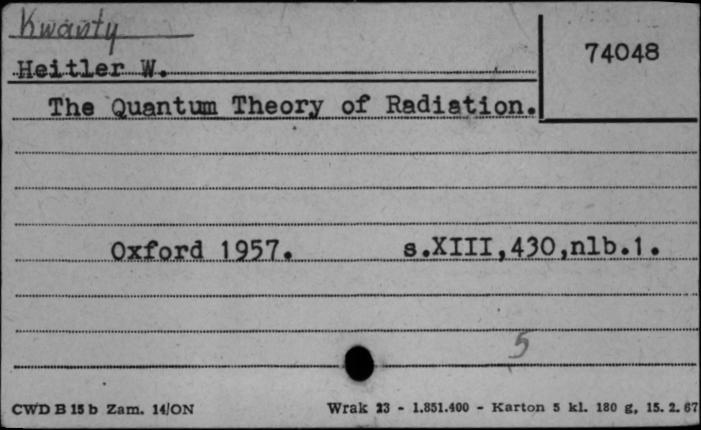 Kwanty
74048
Heitler W.
The Quantum Theory of Radiation.
Oxford 1957. s.XIII,430,nlb.1.
5
CWD B 15 b Zam. 14/ON Wrak 23 - 1.851.400 - Karton 5 kl. 180 g, 15. 2. 67